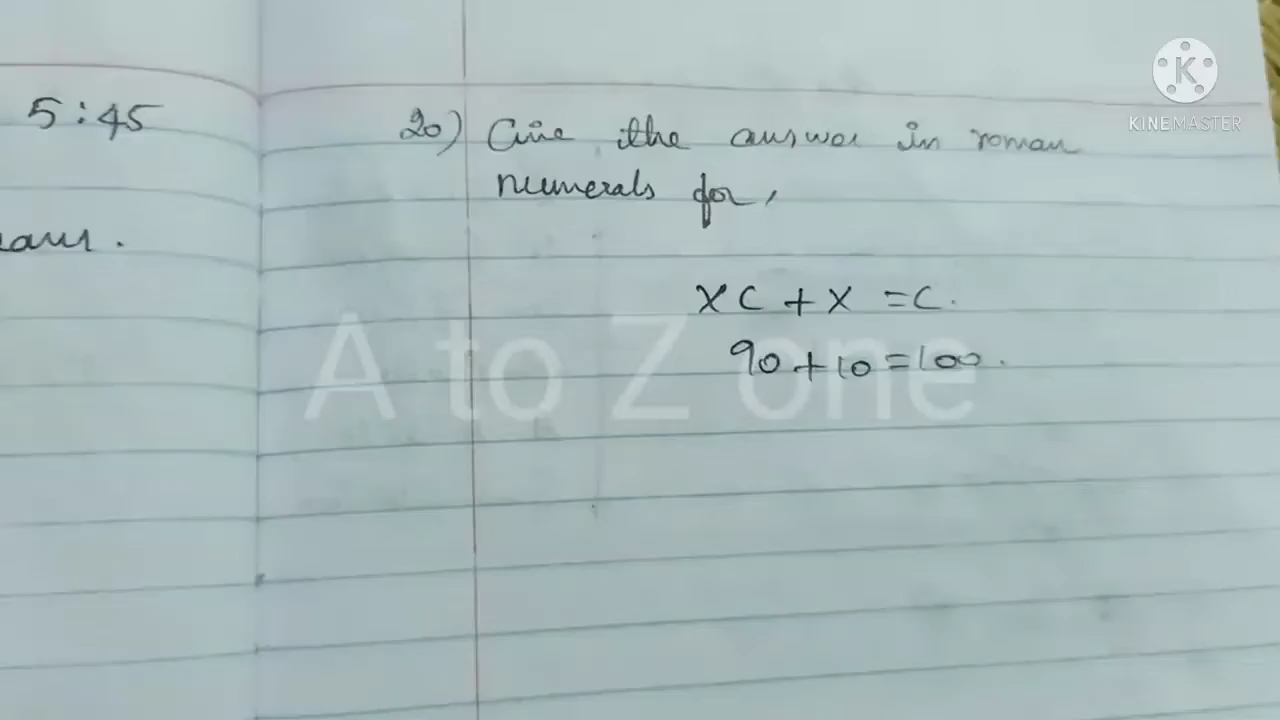 5:45
20) Give the answer in roman
numerals for,
XC + X = C.
90 + 10 = 100.
A to Z one
K
KINEMASTER